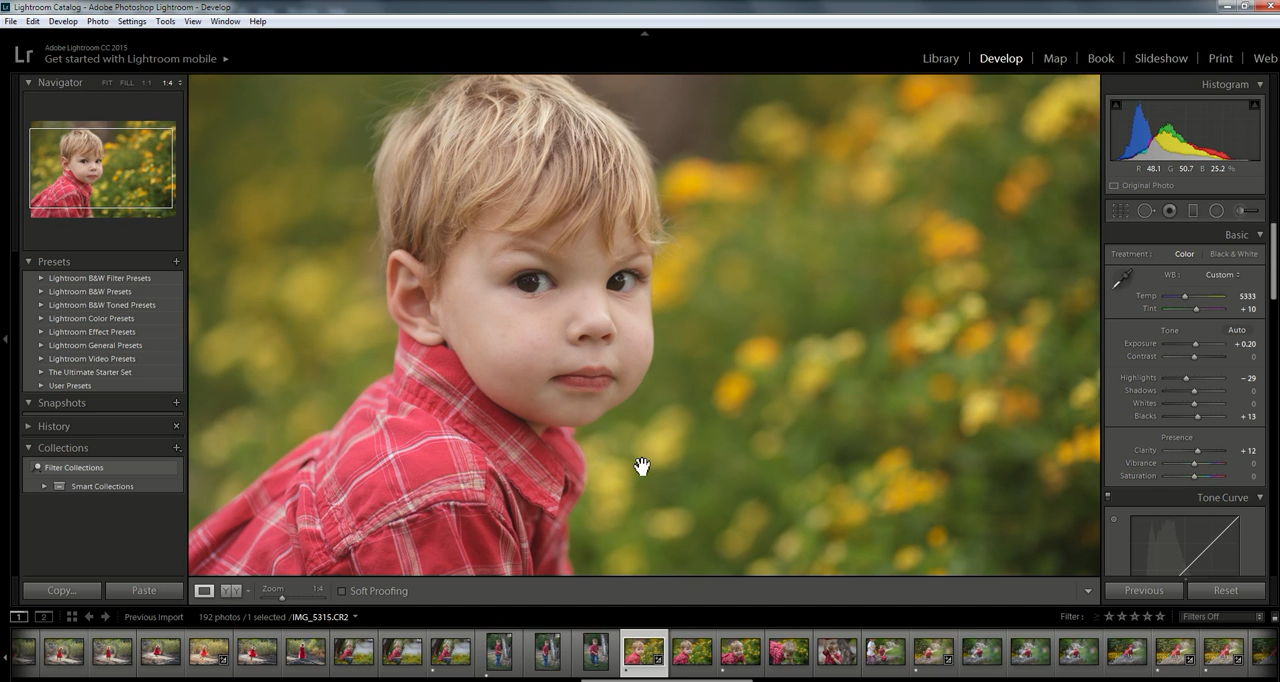 Lightroom Catalog - Adobe Photoshop Lightroom - Develop
File Edit Develop Photo Settings Tools View Window Help
Lr
Adobe Lightroom CC 2015
Get started with Lightroom mobile
Library | Develop | Map | Book | Slideshow | Print | Web
Navigator FIT FILL 1:1 1:4
Presets
Lightroom B&W Filter Presets
Lightroom B&W Presets
Lightroom B&W Toned Presets
Lightroom Color Presets
Lightroom Effect Presets
Lightroom General Presets
Lightroom Video Presets
The Ultimate Starter Set
User Presets
Snapshots
History
Collections
Filter Collections
Smart Collections
Copy... Paste
Zoom 1:4 Soft Proofing
Histogram
R 48.1 G 50.7 B 25.2 %
Original Photo
Basic
Treatment : Color Black & White
WB : Custom
Temp 5333
Tint + 10
Tone Auto
Exposure + 0.20
Contrast 0
Highlights − 29
Shadows 0
Whites 0
Blacks + 13
Presence
Clarity + 12
Vibrance 0
Saturation 0
Tone Curve
Previous Reset
1 2 Previous Import 192 photos /1 selected /IMG_5315.CR2 Filter : Filters Off